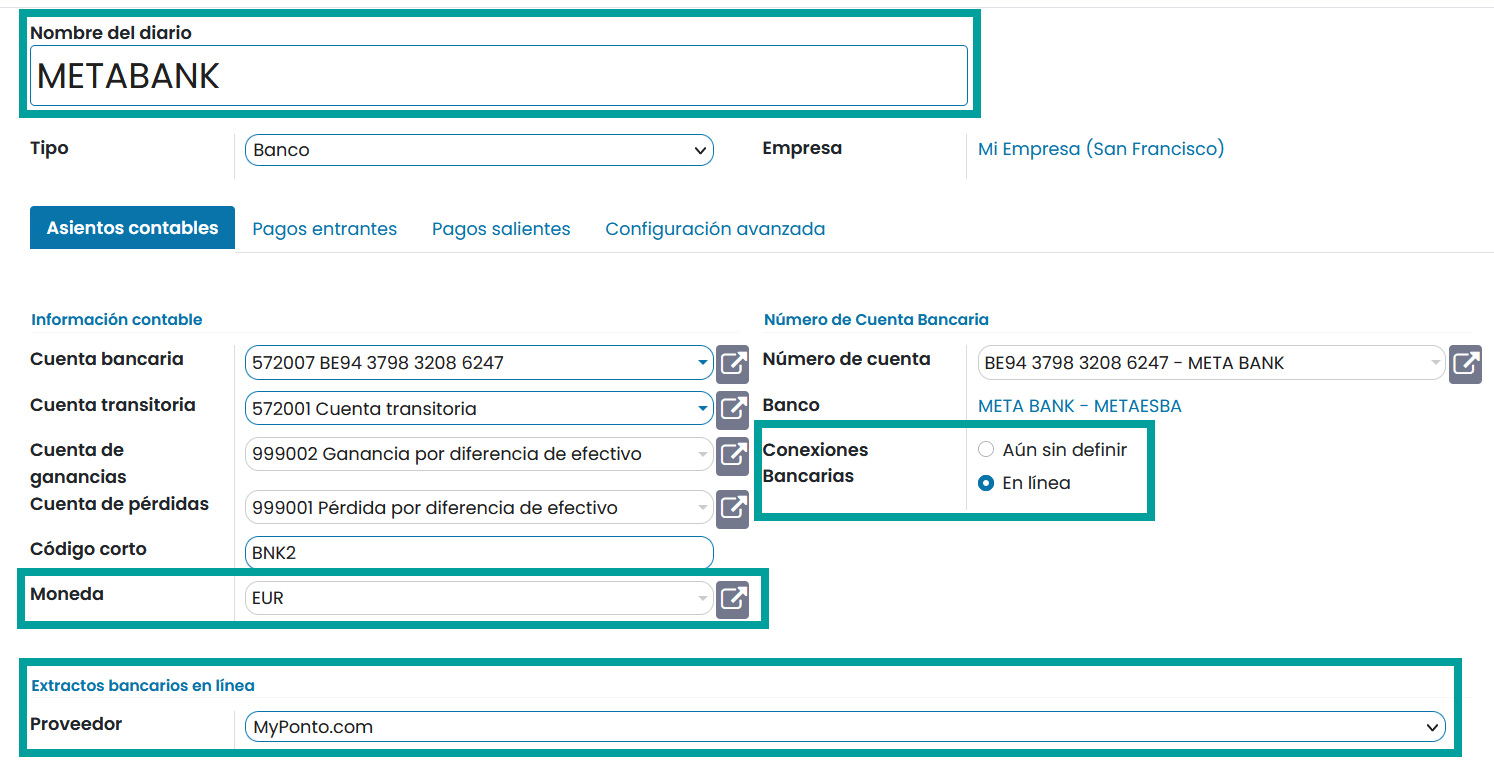 Nombre del diario
METABANK
Tipo
Banco
Empresa
Mi Empresa (San Francisco)
Asientos contables
Pagos entrantes
Pagos salientes
Configuración avanzada
Información contable
Cuenta bancaria
572007 BE94 3798 3208 6247
Cuenta transitoria
572001 Cuenta transitoria
Cuenta de
ganancias
999002 Ganancia por diferencia de efectivo
Cuenta de pérdidas
999001 Pérdida por diferencia de efectivo
Código corto
BNK2
Moneda
EUR
Número de Cuenta Bancaria
Número de cuenta
BE94 3798 3208 6247 - META BANK
Banco
META BANK - METAESBA
Conexiones
Bancarias
Aún sin definir
En línea
Extractos bancarios en línea
Proveedor
MyPonto.com